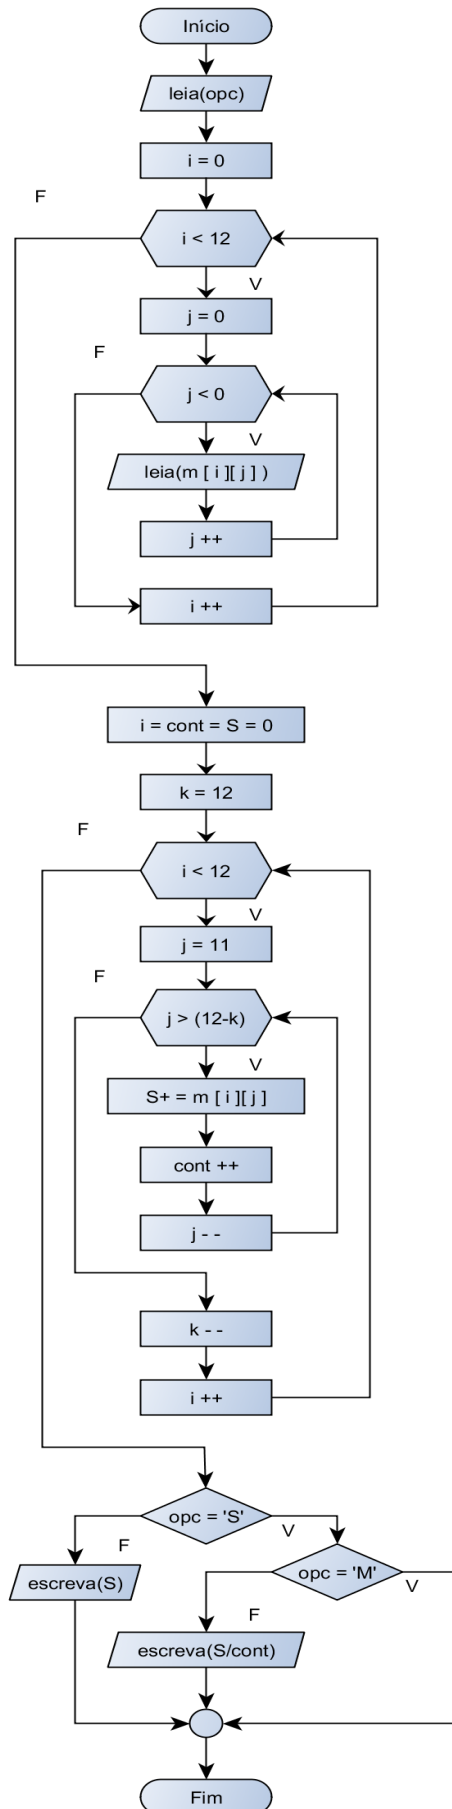 Início
leia(opc)
i = 0
F
i < 12
V
j = 0
F
j < 0
V
leia(m [ i ][ j ] )
j ++
i ++
i = cont = S = 0
k = 12
F
i < 12
V
j = 11
F
j > (12-k)
V
S+ = m [ i ][ j ]
cont ++
j - -
k - -
i ++
opc = 'S'
V
F
opc = 'M'
V
escreva(S)
F
escreva(S/cont)
Fim